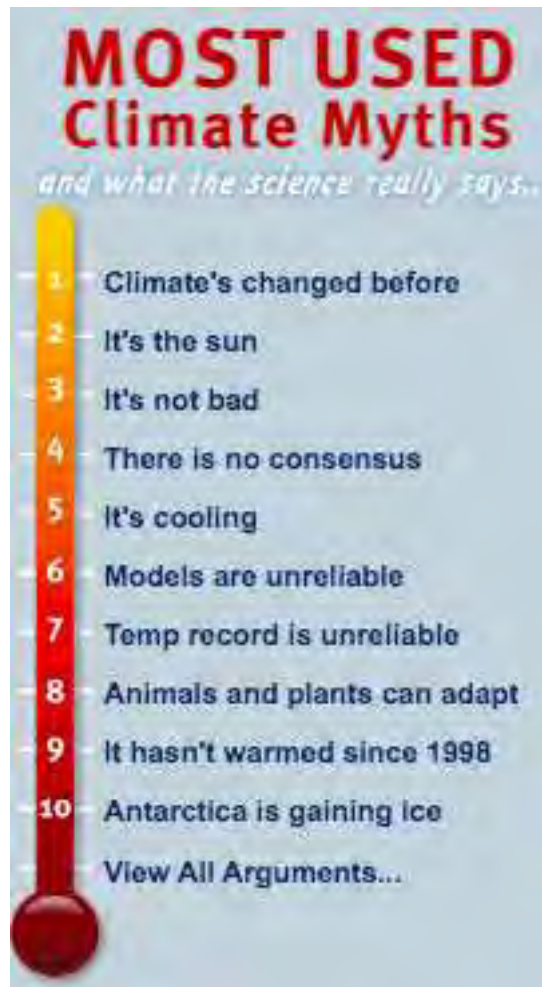 MOST USED
Climate Myths
and what the science really says...
1 Climate's changed before
2 It's the sun
3 It's not bad
4 There is no consensus
5 It's cooling
6 Models are unreliable
7 Temp record is unreliable
8 Animals and plants can adapt
9 It hasn't warmed since 1998
10 Antarctica is gaining ice
View All Arguments...